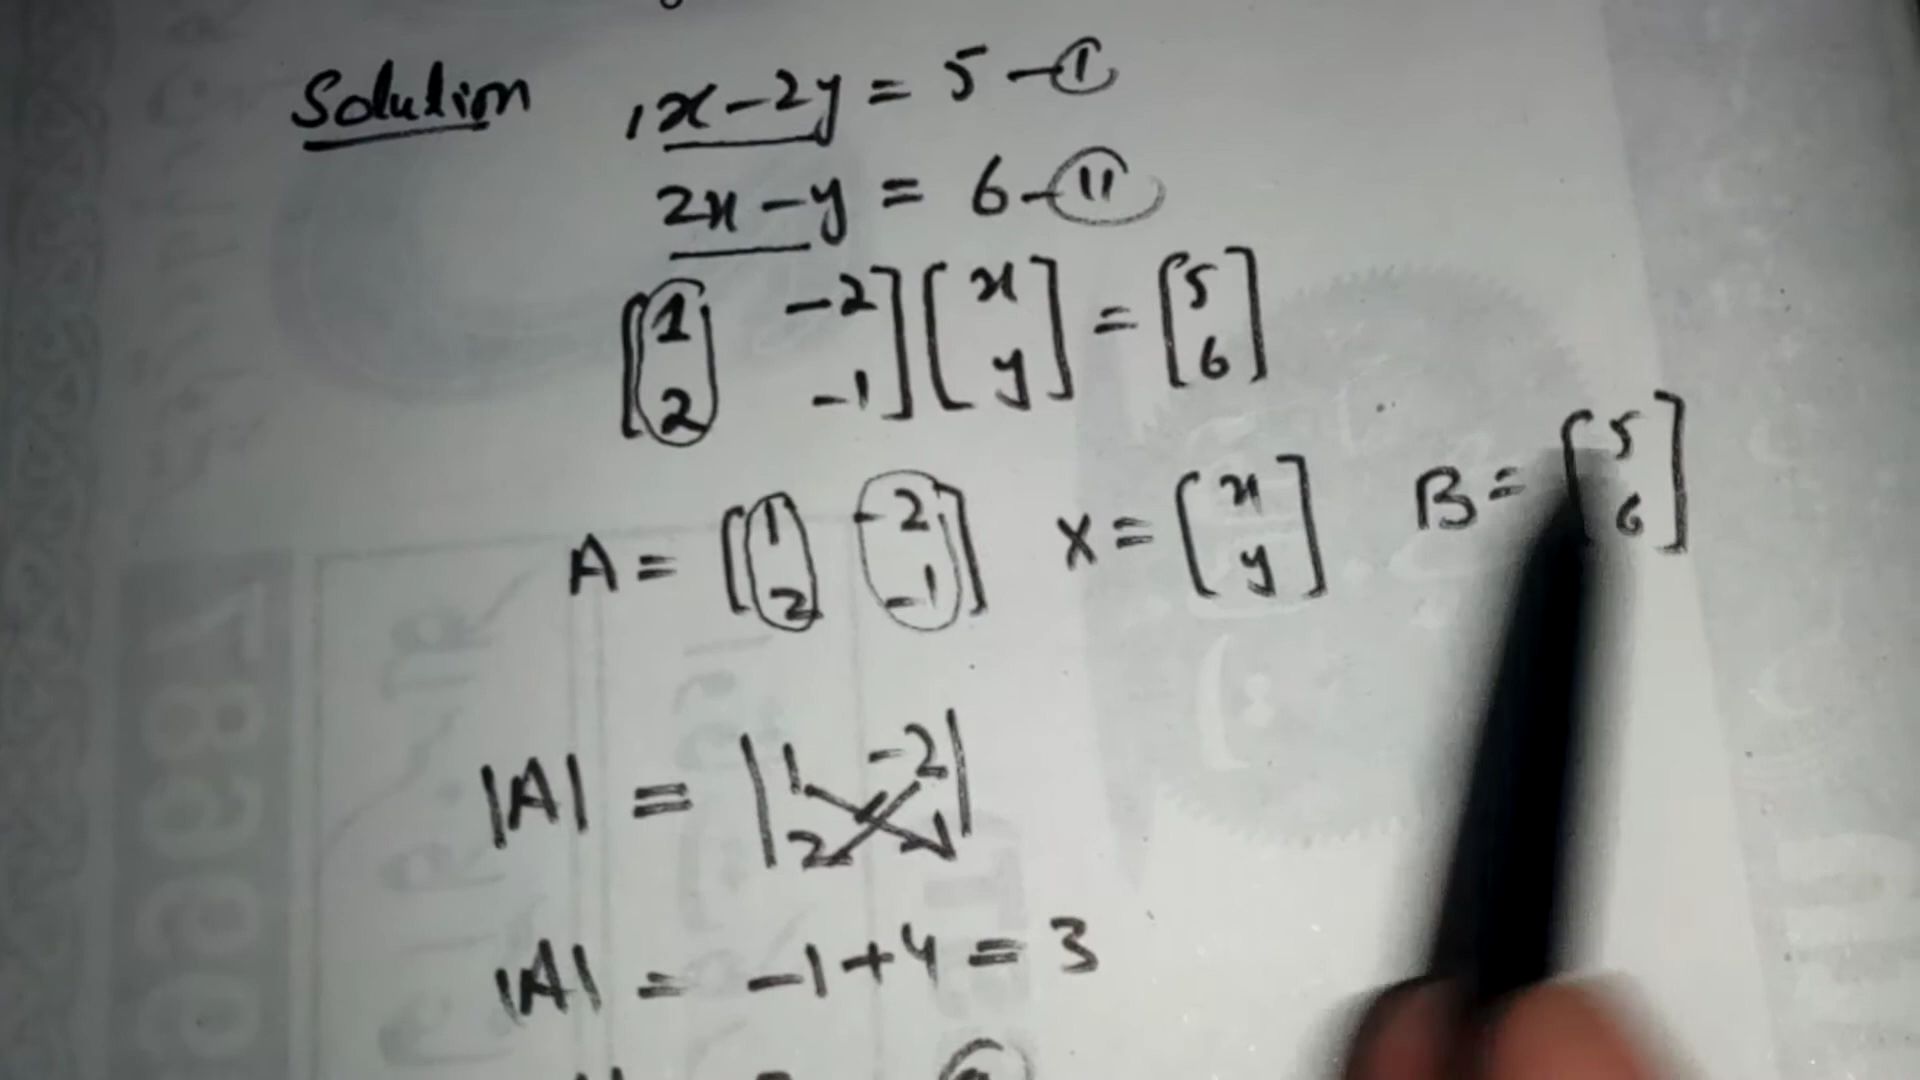 Solution 1x-2y = 5 - (I)
2x-y = 6 - (II)
[1 -2] [x] = [5]
[2 -1] [y] [6]
A = [1 -2] X = [x] B = [5]
[2 -1] [y] [6]
|A| = |1 -2|
|2 -1|
|A| = -1+4 = 3